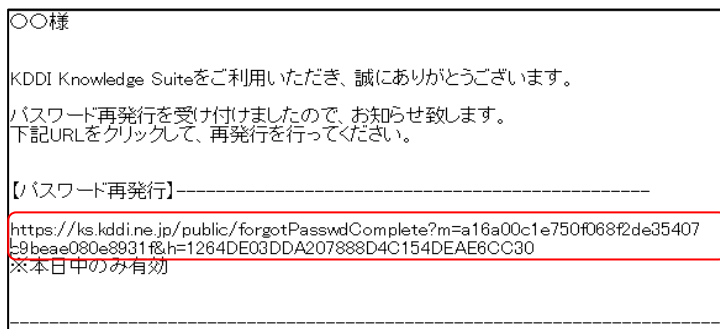 〇〇様
KDDI Knowledge Suiteをご利用いただき、誠にありがとうございます。
パスワード再発行を受け付けましたので、お知らせ致します。
下記URLをクリックして、再発行を行ってください。
【パスワード再発行】------------------------------------------------
https://ks.kddi.ne.jp/public/forgotPasswdComplete?m=a16a00c1e750f068f2de35407
c9beae080e8931f&h=1264DE03DDA207888D4C154DEAE6CC30
※本日中のみ有効
------------------------------------------------------------------------